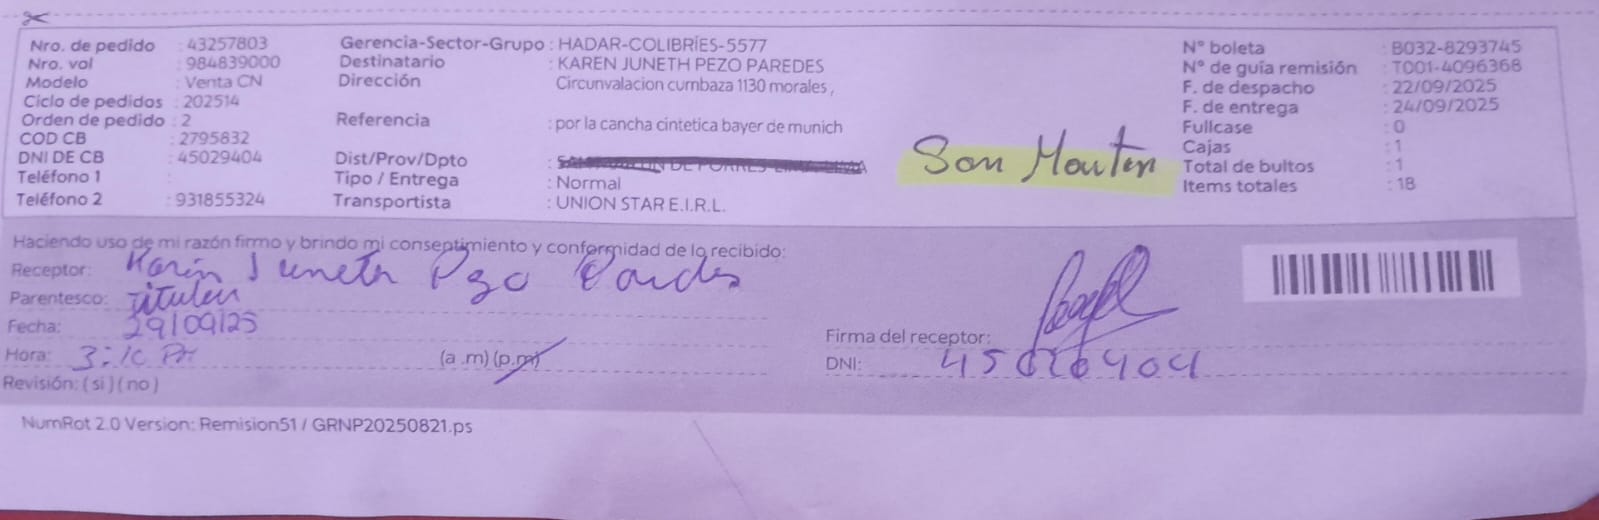 Nro. de pedido : 43257803
Nro. vol : 984839000
Modelo : Venta CN
Ciclo de pedidos : 202514
Orden de pedido : 2
COD CB : 2795832
DNI DE CB : 45029404
Teléfono 1 :
Teléfono 2 : 931855324
Gerencia-Sector-Grupo : HADAR-COLIBRÍES-5577
Destinatario : KAREN JUNETH PEZO PAREDES
Dirección : Circunvalacion cumbaza 1130 morales ,
Referencia : por la cancha cintetica bayer de munich
Dist/Prov/Dpto :
Tipo / Entrega : Normal
Transportista : UNION STAR E.I.R.L.
San
N° boleta : B032-8293745
N° de guía remisión : T001-4096368
F. de despacho : 22/09/2025
F. de entrega : 24/09/2025
Fullcase : 0
Cajas : 1
Total de bultos : 1
Items totales : 18
Haciendo uso de mi razón firmo y brindo mi consentimiento y conformidad de lo recibido:
Receptor: Karen Juneth Pezo
Parentesco: titular
Fecha: 29/09/25
Hora: 3:10 PM (a .m) (p.m)
Revisión: ( si ) ( no )
Firma del receptor:
DNI:
NumRot 2.0 Version: Remision51 / GRNP20250821.ps